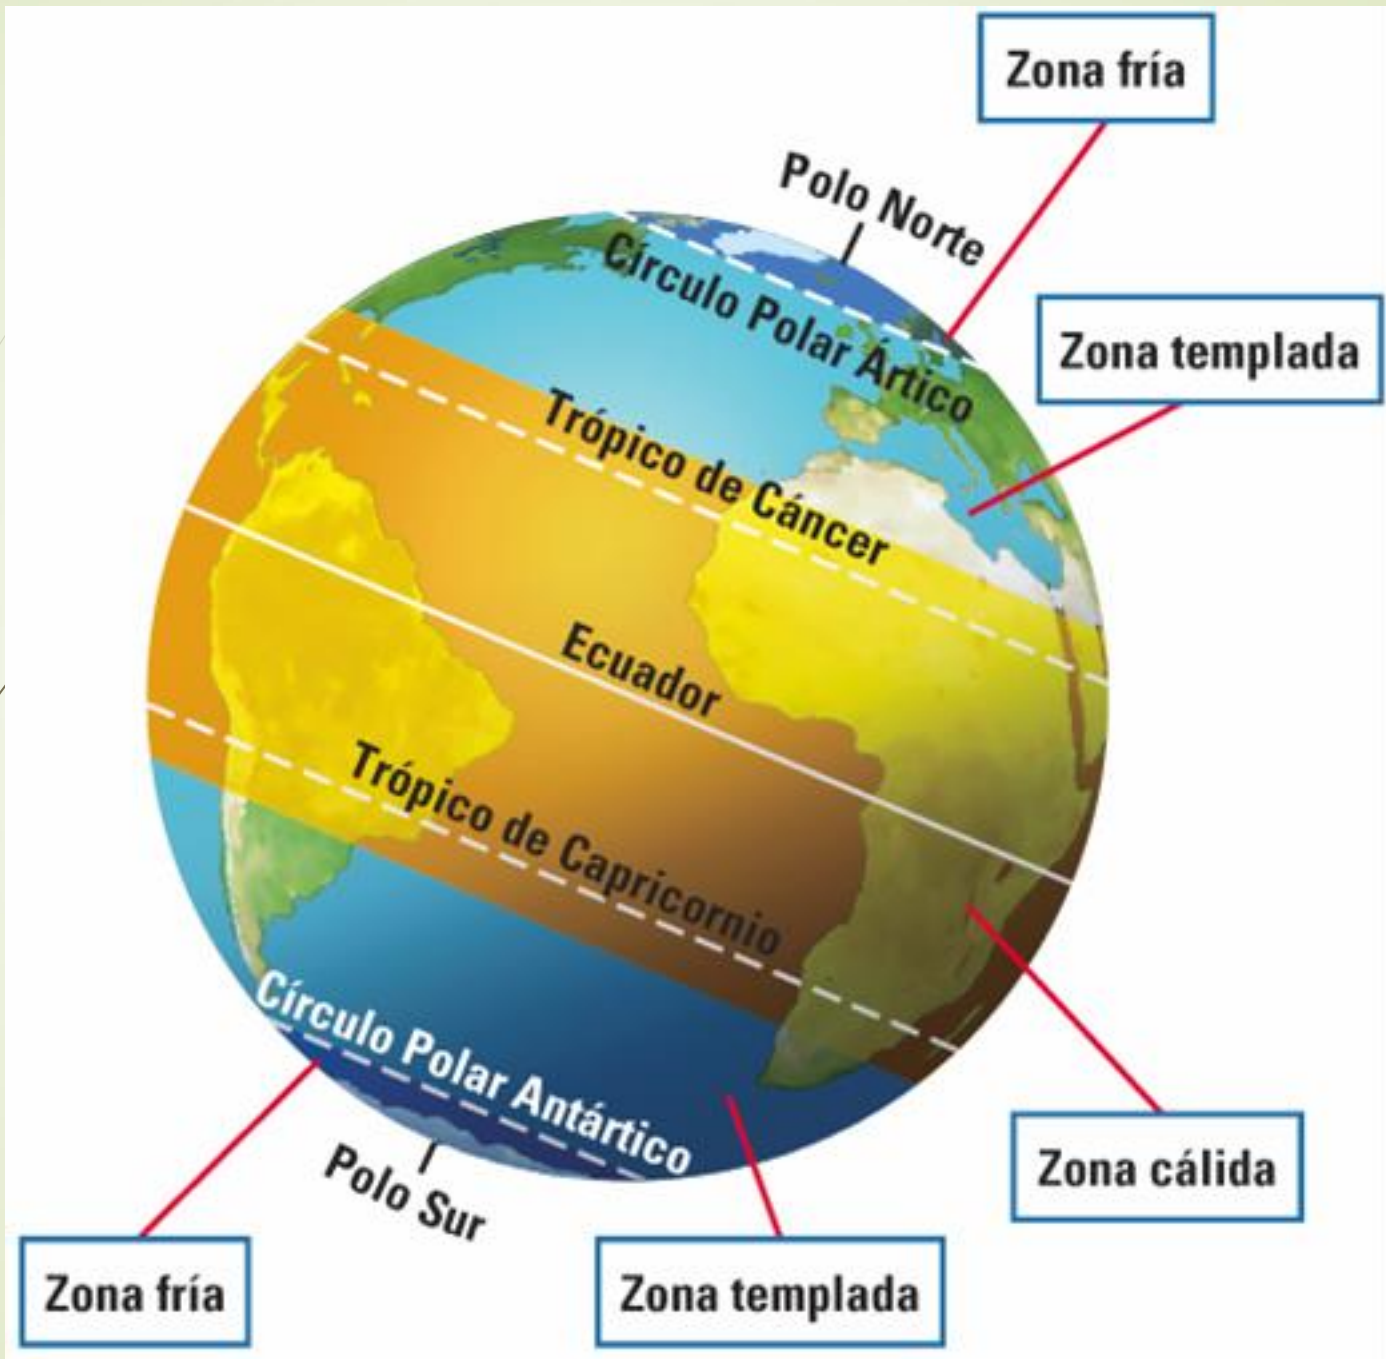 Zona fría
Polo Norte
Círculo Polar Ártico
Zona templada
Trópico de Cáncer
Ecuador
Trópico de Capricornio
Círculo Polar Antártico
Zona cálida
Polo Sur
Zona fría
Zona templada